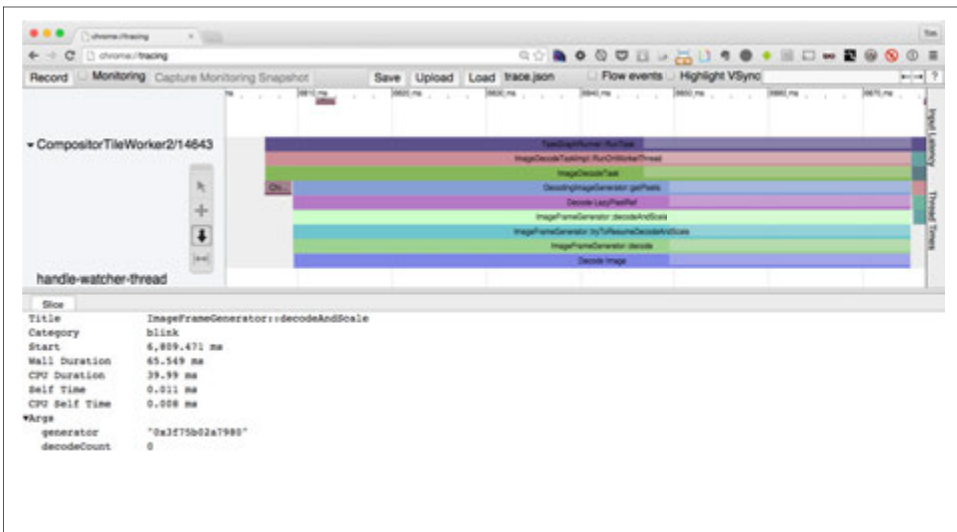 chrome://tracing
Tom
chrome://tracing
Record Monitoring Capture Monitoring Snapshot Save Upload Load trace.json Flow events Highlight VSync ?
CompositorTileWorker2/14643
TaskGraphRunner::RunTask
ImageDecodeTaskImpl::RunOnWorkerThread
ImageDecodeTask
Ch... DecodingImageGenerator::getPixels
Decode LazyPixelRef
ImageFrameGenerator::decodeAndScale
ImageFrameGenerator::tryToResumeDecodeAndScale
ImageFrameGenerator::decode
Decode Image
handle-watcher-thread
Input Latency
Thread Times
Slice
Title ImageFrameGenerator::decodeAndScale
Category blink
Start 6,809.471 ms
Wall Duration 65.549 ms
CPU Duration 39.99 ms
Self Time 0.011 ms
CPU Self Time 0.008 ms
▼Args
generator "0x3f75b02a7980"
decodeCount 0